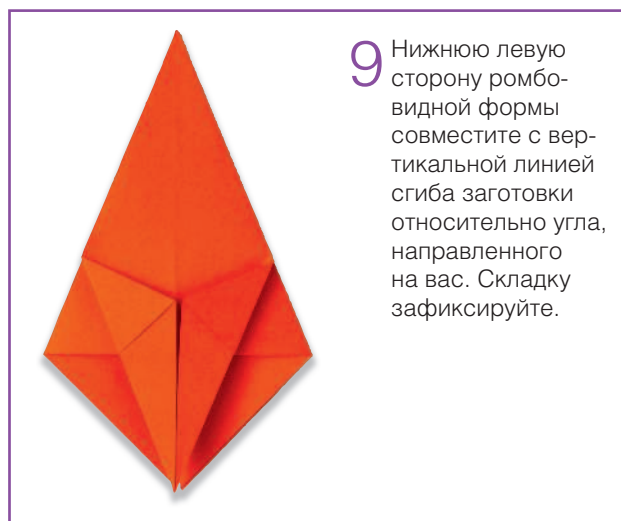 9 Нижнюю левую
сторону ромбо-
видной формы
совместите с вер-
тикальной линией
сгиба заготовки
относительно угла,
направленного
на вас. Складку
зафиксируйте.